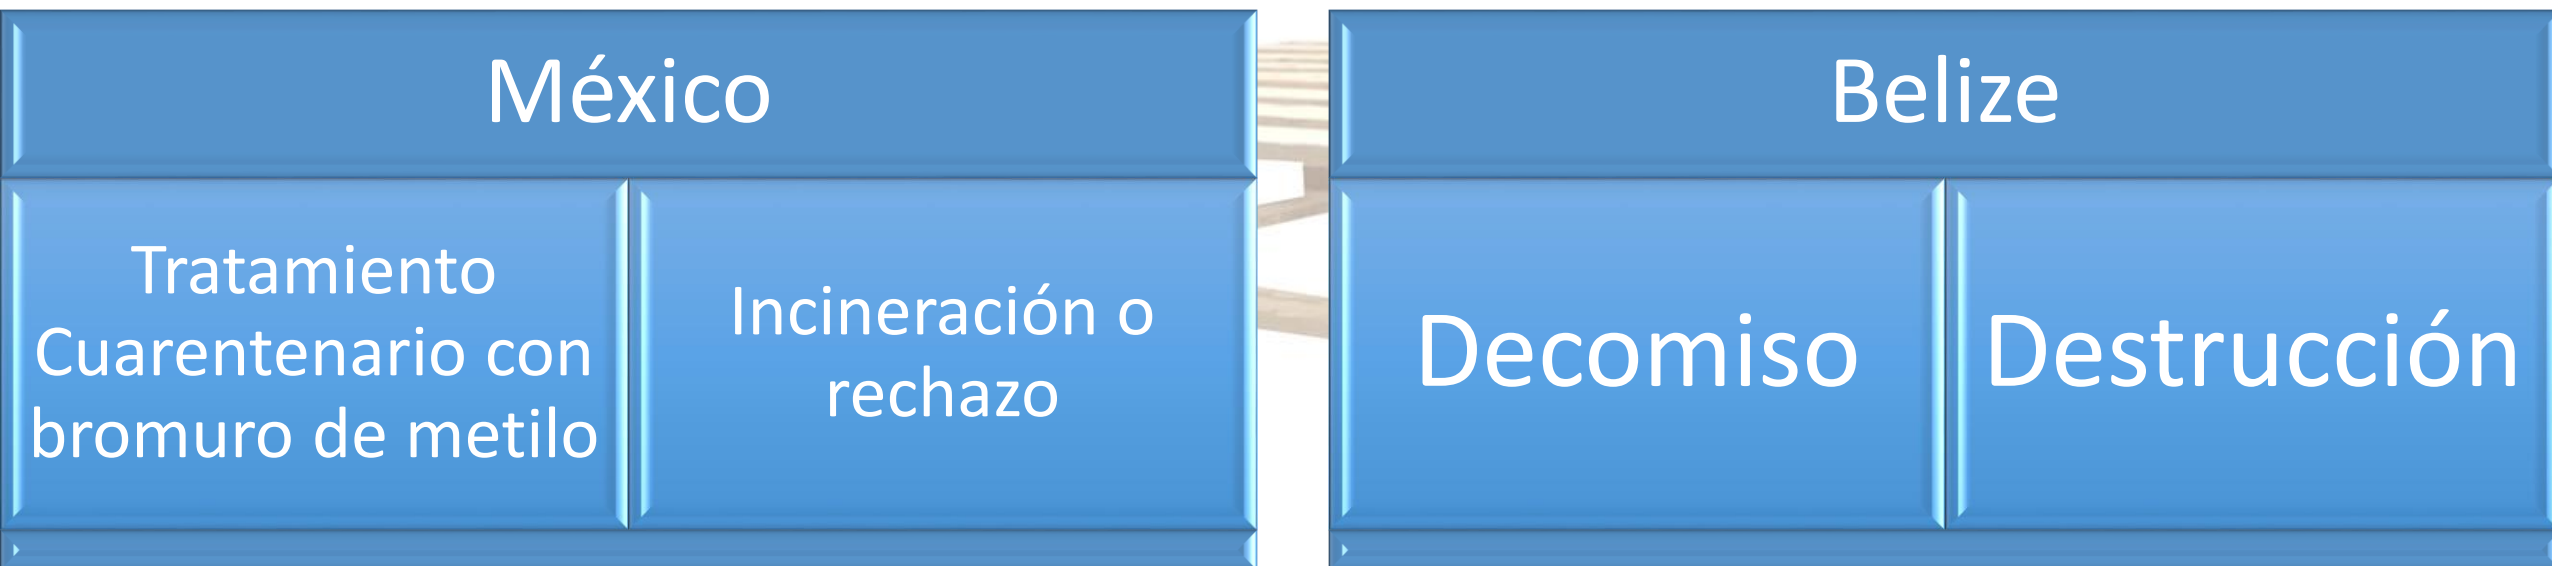 México
Tratamiento
Cuarentenario con
bromuro de metilo
Incineración o
rechazo
Belize
Decomiso
Destrucción